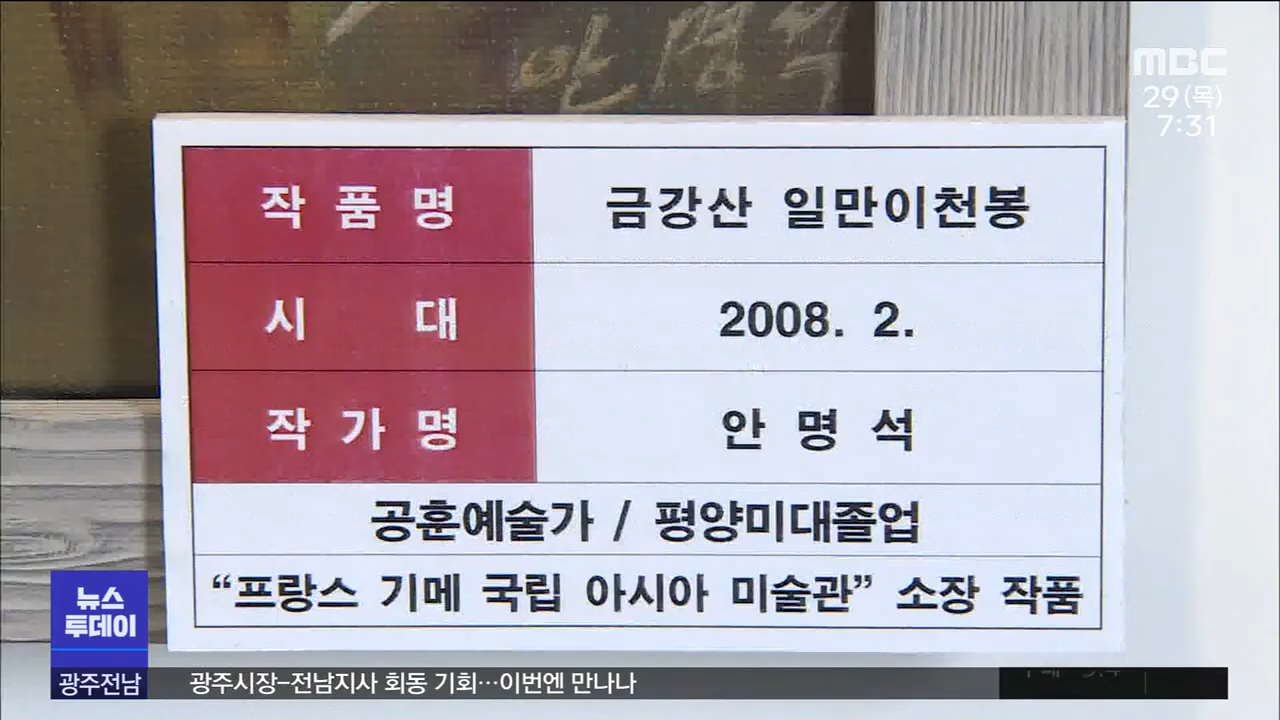 안명석
MBC
29(목)
7:31
작 품 명 금강산 일만이천봉
시 대 2008. 2.
작 가 명 안 명 석
공훈예술가 / 평양미대졸업
“프랑스 기메 국립 아시아 미술관” 소장 작품
뉴스
투데이
광주전남 광주시장-전남지사 회동 기회…이번엔 만나나